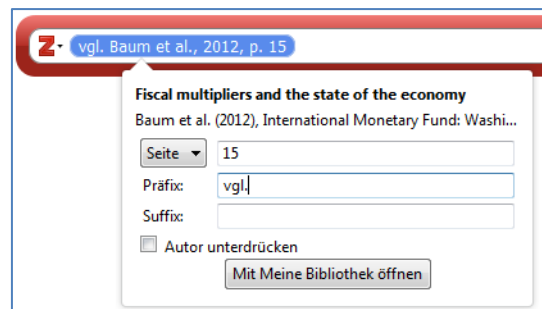 Z vgl. Baum et al., 2012, p. 15
Fiscal multipliers and the state of the economy
Baum et al. (2012), International Monetary Fund: Washi...
Seite 15
Präfix: vgl.
Suffix:
Autor unterdrücken
Mit Meine Bibliothek öffnen